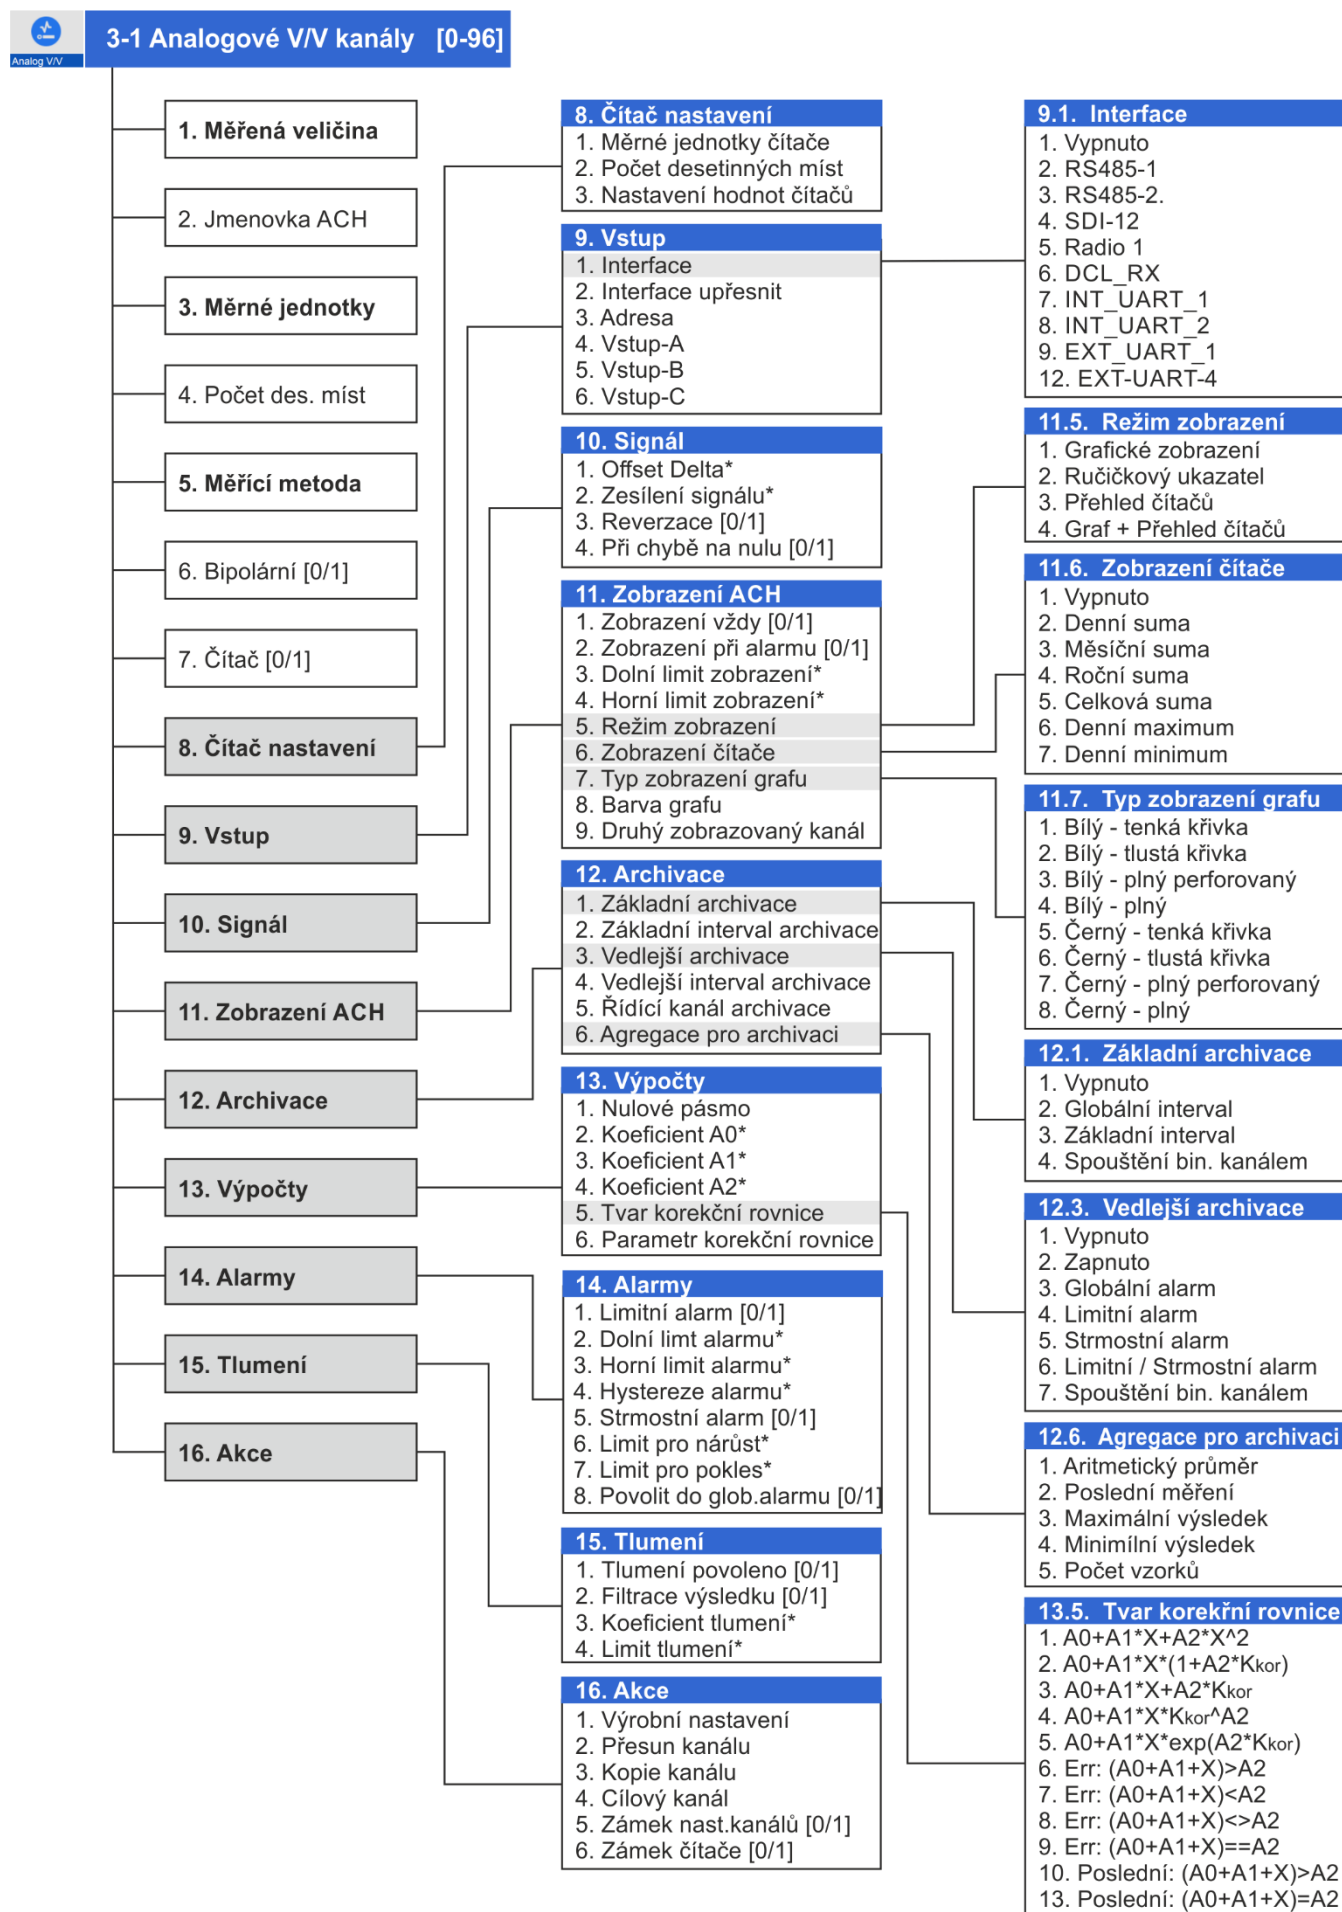 Analog V/V
3-1 Analogové V/V kanály [0-96]
1. Měřená veličina
2. Jmenovka ACH
3. Měrné jednotky
4. Počet des. míst
5. Měřící metoda
6. Bipolární [0/1]
7. Čítač [0/1]
8. Čítač nastavení
9. Vstup
10. Signál
11. Zobrazení ACH
12. Archivace
13. Výpočty
14. Alarmy
15. Tlumení
16. Akce
8. Čítač nastavení
1. Měrné jednotky čítače
2. Počet desetinných míst
3. Nastavení hodnot čítačů
9. Vstup
1. Interface
2. Interface upřesnit
3. Adresa
4. Vstup-A
5. Vstup-B
6. Vstup-C
10. Signál
1. Offset Delta*
2. Zesílení signálu*
3. Reverzace [0/1]
4. Při chybě na nulu [0/1]
11. Zobrazení ACH
1. Zobrazení vždy [0/1]
2. Zobrazení při alarmu [0/1]
3. Dolní limit zobrazení*
4. Horní limit zobrazení*
5. Režim zobrazení
6. Zobrazení čítače
7. Typ zobrazení grafu
8. Barva grafu
9. Druhý zobrazovaný kanál
12. Archivace
1. Základní archivace
2. Základní interval archivace
3. Vedlejší archivace
4. Vedlejší interval archivace
5. Řídící kanál archivace
6. Agregace pro archivaci
13. Výpočty
1. Nulové pásmo
2. Koeficient A0*
3. Koeficient A1*
4. Koeficient A2*
5. Tvar korekční rovnice
6. Parametr korekční rovnice
14. Alarmy
1. Limitní alarm [0/1]
2. Dolní limt alarmu*
3. Horní limit alarmu*
4. Hystereze alarmu*
5. Strmostní alarm [0/1]
6. Limit pro nárůst*
7. Limit pro pokles*
8. Povolit do glob.alarmu [0/1]
15. Tlumení
1. Tlumení povoleno [0/1]
2. Filtrace výsledku [0/1]
3. Koeficient tlumení*
4. Limit tlumení*
16. Akce
1. Výrobní nastavení
2. Přesun kanálu
3. Kopie kanálu
4. Cílový kanál
5. Zámek nast.kanálů [0/1]
6. Zámek čítače [0/1]
9.1. Interface
1. Vypnuto
2. RS485-1
3. RS485-2.
4. SDI-12
5. Radio 1
6. DCL_RX
7. INT_UART_1
8. INT_UART_2
9. EXT_UART_1
12. EXT-UART-4
11.5. Režim zobrazení
1. Grafické zobrazení
2. Ručičkový ukazatel
3. Přehled čítačů
4. Graf + Přehled čítačů
11.6. Zobrazení čítače
1. Vypnuto
2. Denní suma
3. Měsíční suma
4. Roční suma
5. Celková suma
6. Denní maximum
7. Denní minimum
11.7. Typ zobrazení grafu
1. Bílý - tenká křivka
2. Bílý - tlustá křivka
3. Bílý - plný perforovaný
4. Bílý - plný
5. Černý - tenká křivka
6. Černý - tlustá křivka
7. Černý - plný perforovaný
8. Černý - plný
12.1. Základní archivace
1. Vypnuto
2. Globální interval
3. Základní interval
4. Spouštění bin. kanálem
12.3. Vedlejší archivace
1. Vypnuto
2. Zapnuto
3. Globální alarm
4. Limitní alarm
5. Strmostní alarm
6. Limitní / Strmostní alarm
7. Spouštění bin. kanálem
12.6. Agregace pro archivaci
1. Aritmetický průměr
2. Poslední měření
3. Maximální výsledek
4. Minimílní výsledek
5. Počet vzorků
13.5. Tvar korekřní rovnice
1. A0+A1*X+A2*X^2
2. A0+A1*X*(1+A2*Kkor)
3. A0+A1*X+A2*Kkor
4. A0+A1*X*Kkor^A2
5. A0+A1*X*exp(A2*Kkor)
6. Err: (A0+A1+X)>A2
7. Err: (A0+A1+X)<A2
8. Err: (A0+A1+X)<>A2
9. Err: (A0+A1+X)==A2
10. Poslední: (A0+A1+X)>A2
13. Poslední: (A0+A1+X)=A2